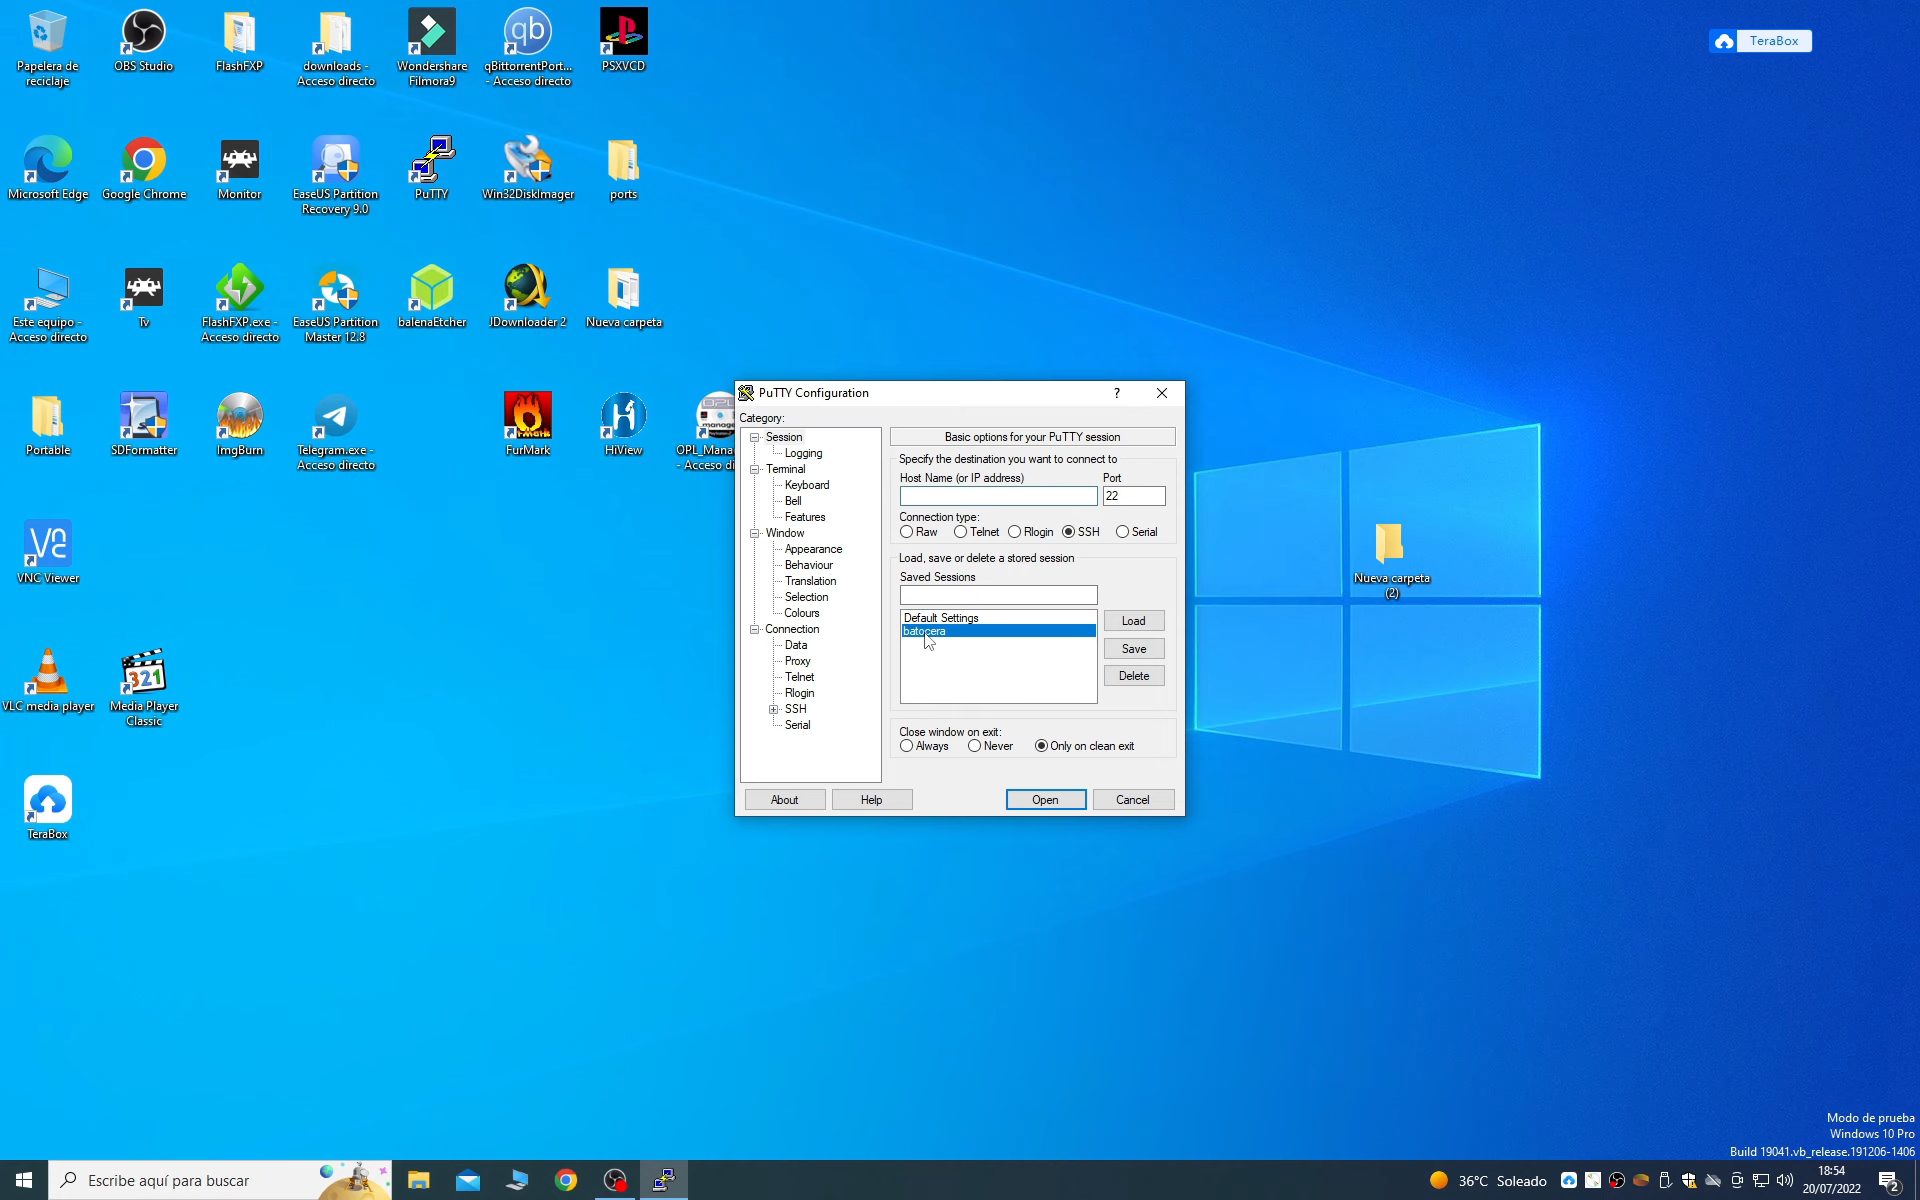 Papelera de
reciclaje
OBS Studio
FlashFXP
downloads -
Acceso directo
Wondershare
Filmora9
qBittorrentPort...
- Acceso directo
PSXVCD
TeraBox
Microsoft Edge
Google Chrome
Monitor
EaseUS Partition
Recovery 9.0
PuTTY
Win32DiskImager
ports
Este equipo -
Acceso directo
Tv
FlashFXP.exe -
Acceso directo
EaseUS Partition
Master 12.8
balenaEtcher
JDownloader 2
Nueva carpeta
Portable
SDFormatter
ImgBurn
Telegram.exe -
Acceso directo
FurMark
HiView
OPL_Mana
- Acceso di
VNC Viewer
VLC media player
Media Player
Classic
TeraBox
Nueva carpeta
(2)
PuTTY Configuration
?
Category:
Session
Logging
Terminal
Keyboard
Bell
Features
Window
Appearance
Behaviour
Translation
Selection
Colours
Connection
Data
Proxy
Telnet
Rlogin
SSH
Serial
Basic options for your PuTTY session
Specify the destination you want to connect to
Host Name (or IP address)
Port
22
Connection type:
Raw Telnet Rlogin SSH Serial
Load, save or delete a stored session
Saved Sessions
Default Settings
batocera
Load
Save
Delete
Close window on exit:
Always Never Only on clean exit
About
Help
Open
Cancel
Modo de prueba
Windows 10 Pro
Build 19041.vb_release.191206-1406
Escribe aquí para buscar
36°C Soleado
18:54
20/07/2022
2